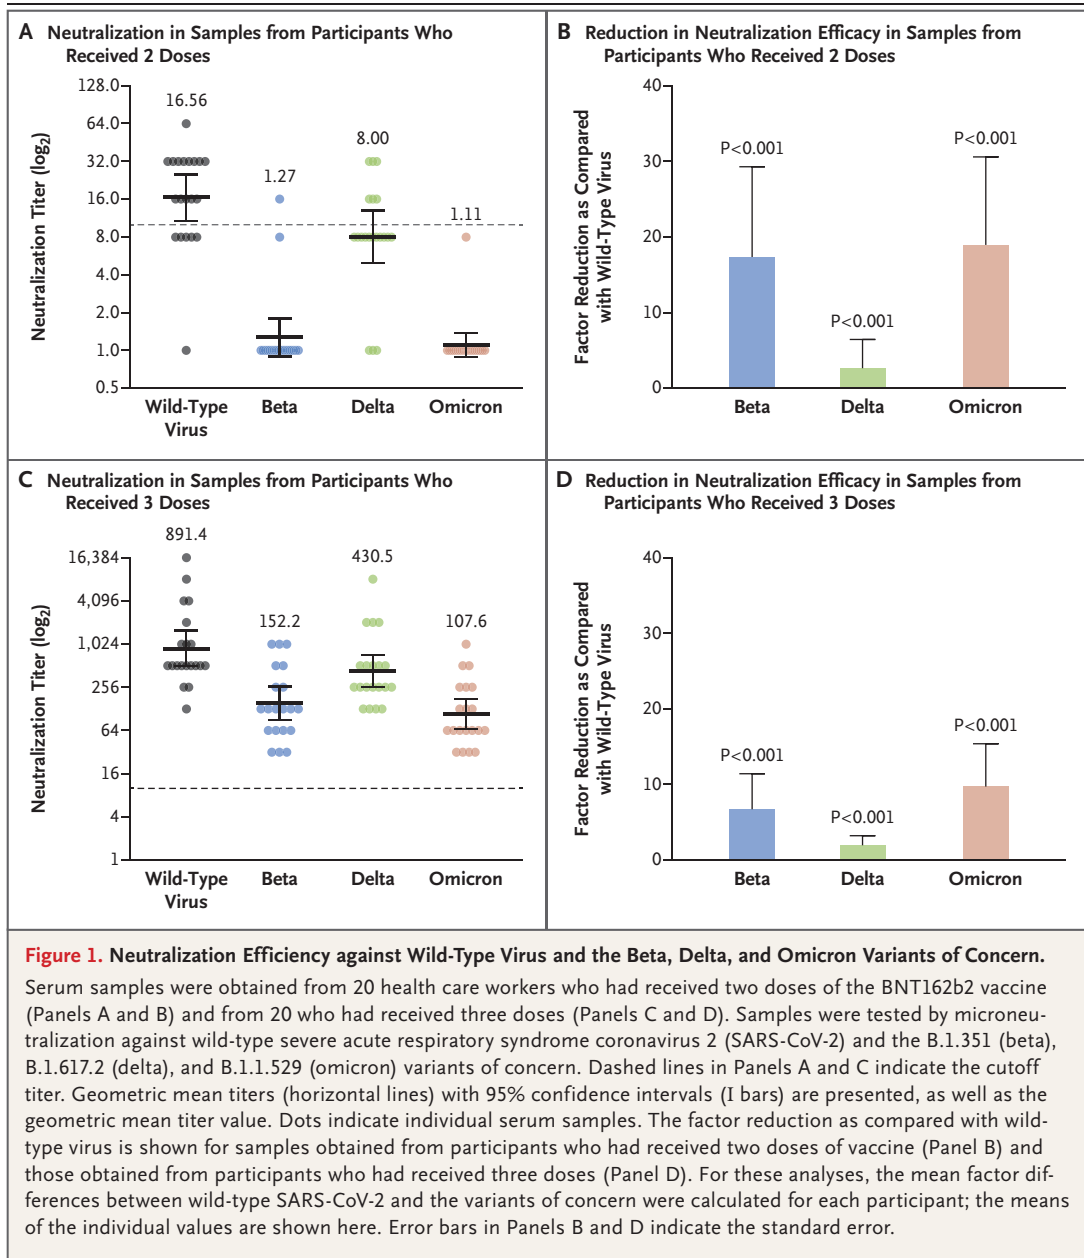 A Neutralization in Samples from Participants Who
Received 2 Doses
Neutralization Titer (log2)
128.0
64.0
32.0
16.0
8.0
4.0
2.0
1.0
0.5
16.56
1.27
8.00
1.11
Wild-Type
Virus
Beta
Delta
Omicron
B Reduction in Neutralization Efficacy in Samples from
Participants Who Received 2 Doses
Factor Reduction as Compared
with Wild-Type Virus
40
30
20
10
0
P<0.001
P<0.001
P<0.001
Beta
Delta
Omicron
C Neutralization in Samples from Participants Who
Received 3 Doses
Neutralization Titer (log2)
16,384
4,096
1,024
256
64
16
4
1
891.4
152.2
430.5
107.6
Wild-Type
Virus
Beta
Delta
Omicron
D Reduction in Neutralization Efficacy in Samples from
Participants Who Received 3 Doses
Factor Reduction as Compared
with Wild-Type Virus
40
30
20
10
0
P<0.001
P<0.001
P<0.001
Beta
Delta
Omicron
Figure 1. Neutralization Efficiency against Wild-Type Virus and the Beta, Delta, and Omicron Variants of Concern.
Serum samples were obtained from 20 health care workers who had received two doses of the BNT162b2 vaccine
(Panels A and B) and from 20 who had received three doses (Panels C and D). Samples were tested by microneu-
tralization against wild-type severe acute respiratory syndrome coronavirus 2 (SARS-CoV-2) and the B.1.351 (beta),
B.1.617.2 (delta), and B.1.1.529 (omicron) variants of concern. Dashed lines in Panels A and C indicate the cutoff
titer. Geometric mean titers (horizontal lines) with 95% confidence intervals (I bars) are presented, as well as the
geometric mean titer value. Dots indicate individual serum samples. The factor reduction as compared with wild-
type virus is shown for samples obtained from participants who had received two doses of vaccine (Panel B) and
those obtained from participants who had received three doses (Panel D). For these analyses, the mean factor dif-
ferences between wild-type SARS-CoV-2 and the variants of concern were calculated for each participant; the means
of the individual values are shown here. Error bars in Panels B and D indicate the standard error.